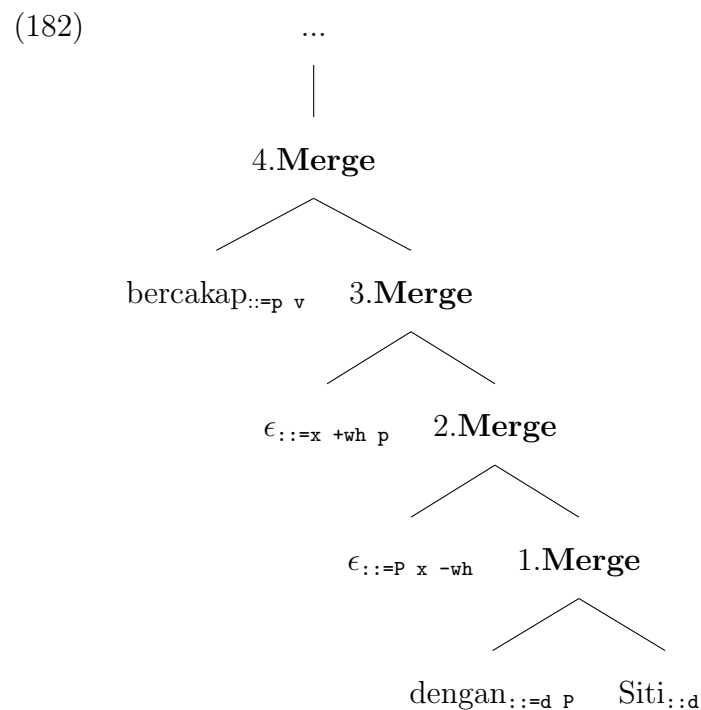 (182) ...
4.Merge
bercakap::=p v 3.Merge
ϵ::=x +wh p 2.Merge
ϵ::=P x -wh 1.Merge
dengan::=d P Siti::d